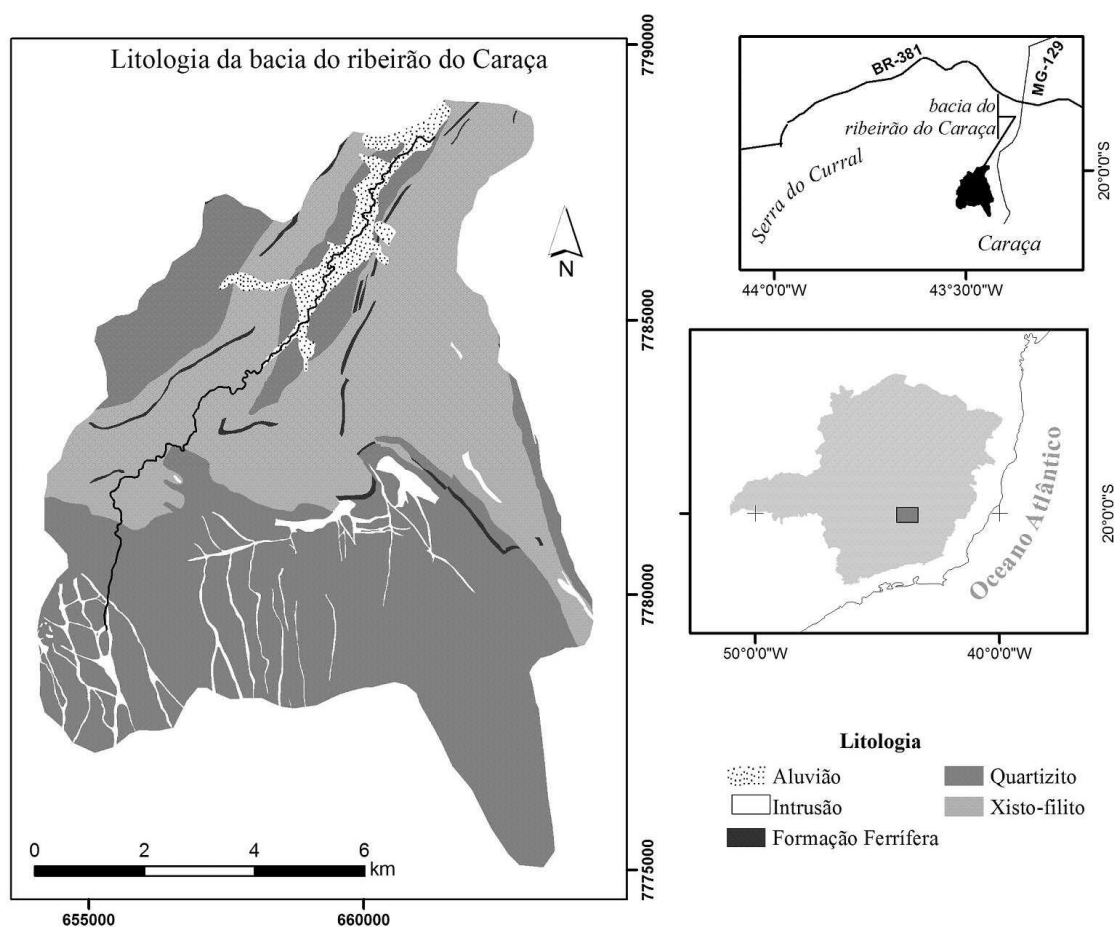 Litologia da bacia do ribeirão do Caraça
N
0 2 4 6
km
655000 660000
7790000
7785000
7780000
7775000
BR-381
MG-129
bacia do
ribeirão do Caraça
Serra do Curral
Caraça
20°0'0"S
44°0'0"W 43°30'0"W
Oceano Atlântico
20°0'0"S
50°0'0"W 40°0'0"W
Litologia
Aluvião Quartizito
Intrusão Xisto-filito
Formação Ferrífera